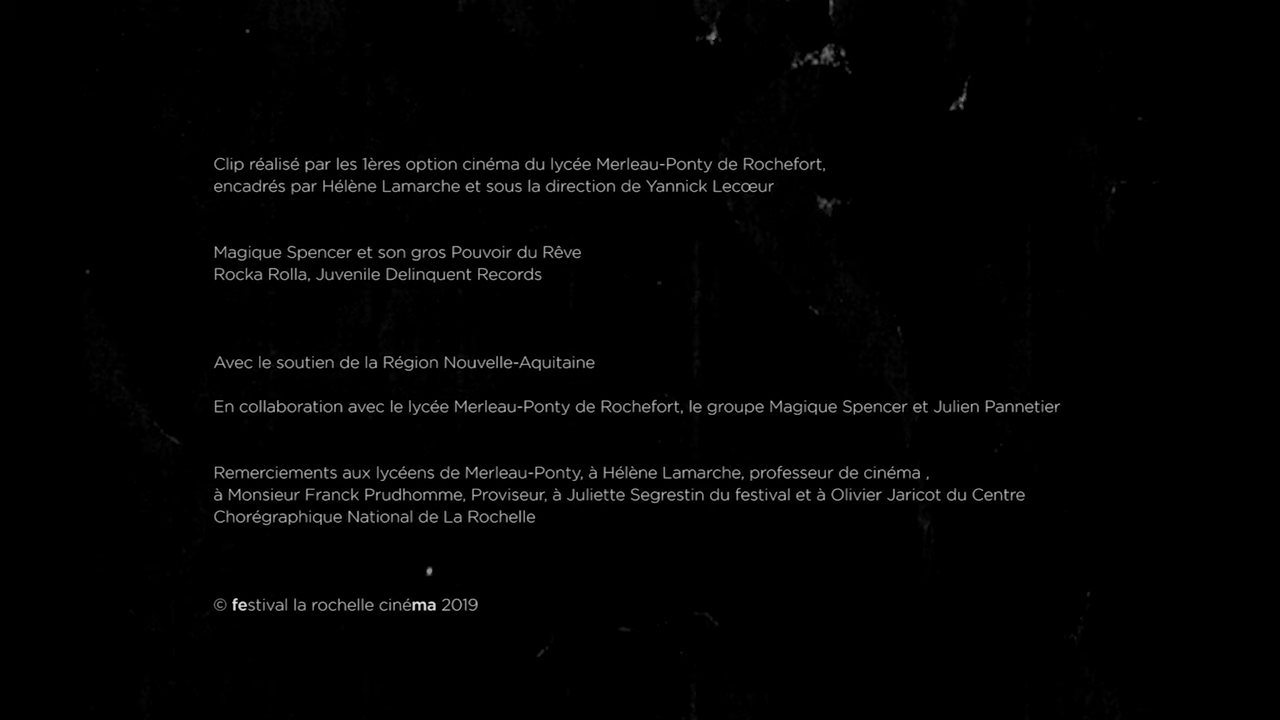 Clip réalisé par les 1ères option cinéma du lycée Merleau-Ponty de Rochefort,
encadrés par Hélène Lamarche et sous la direction de Yannick Lecœur
Magique Spencer et son gros Pouvoir du Rêve
Rocka Rolla, Juvenile Delinquent Records
Avec le soutien de la Région Nouvelle-Aquitaine
En collaboration avec le lycée Merleau-Ponty de Rochefort, le groupe Magique Spencer et Julien Pannetier
Remerciements aux lycéens de Merleau-Ponty, à Hélène Lamarche, professeur de cinéma ,
à Monsieur Franck Prudhomme, Proviseur, à Juliette Segrestin du festival et à Olivier Jaricot du Centre
Chorégraphique National de La Rochelle
© festival la rochelle cinéma 2019